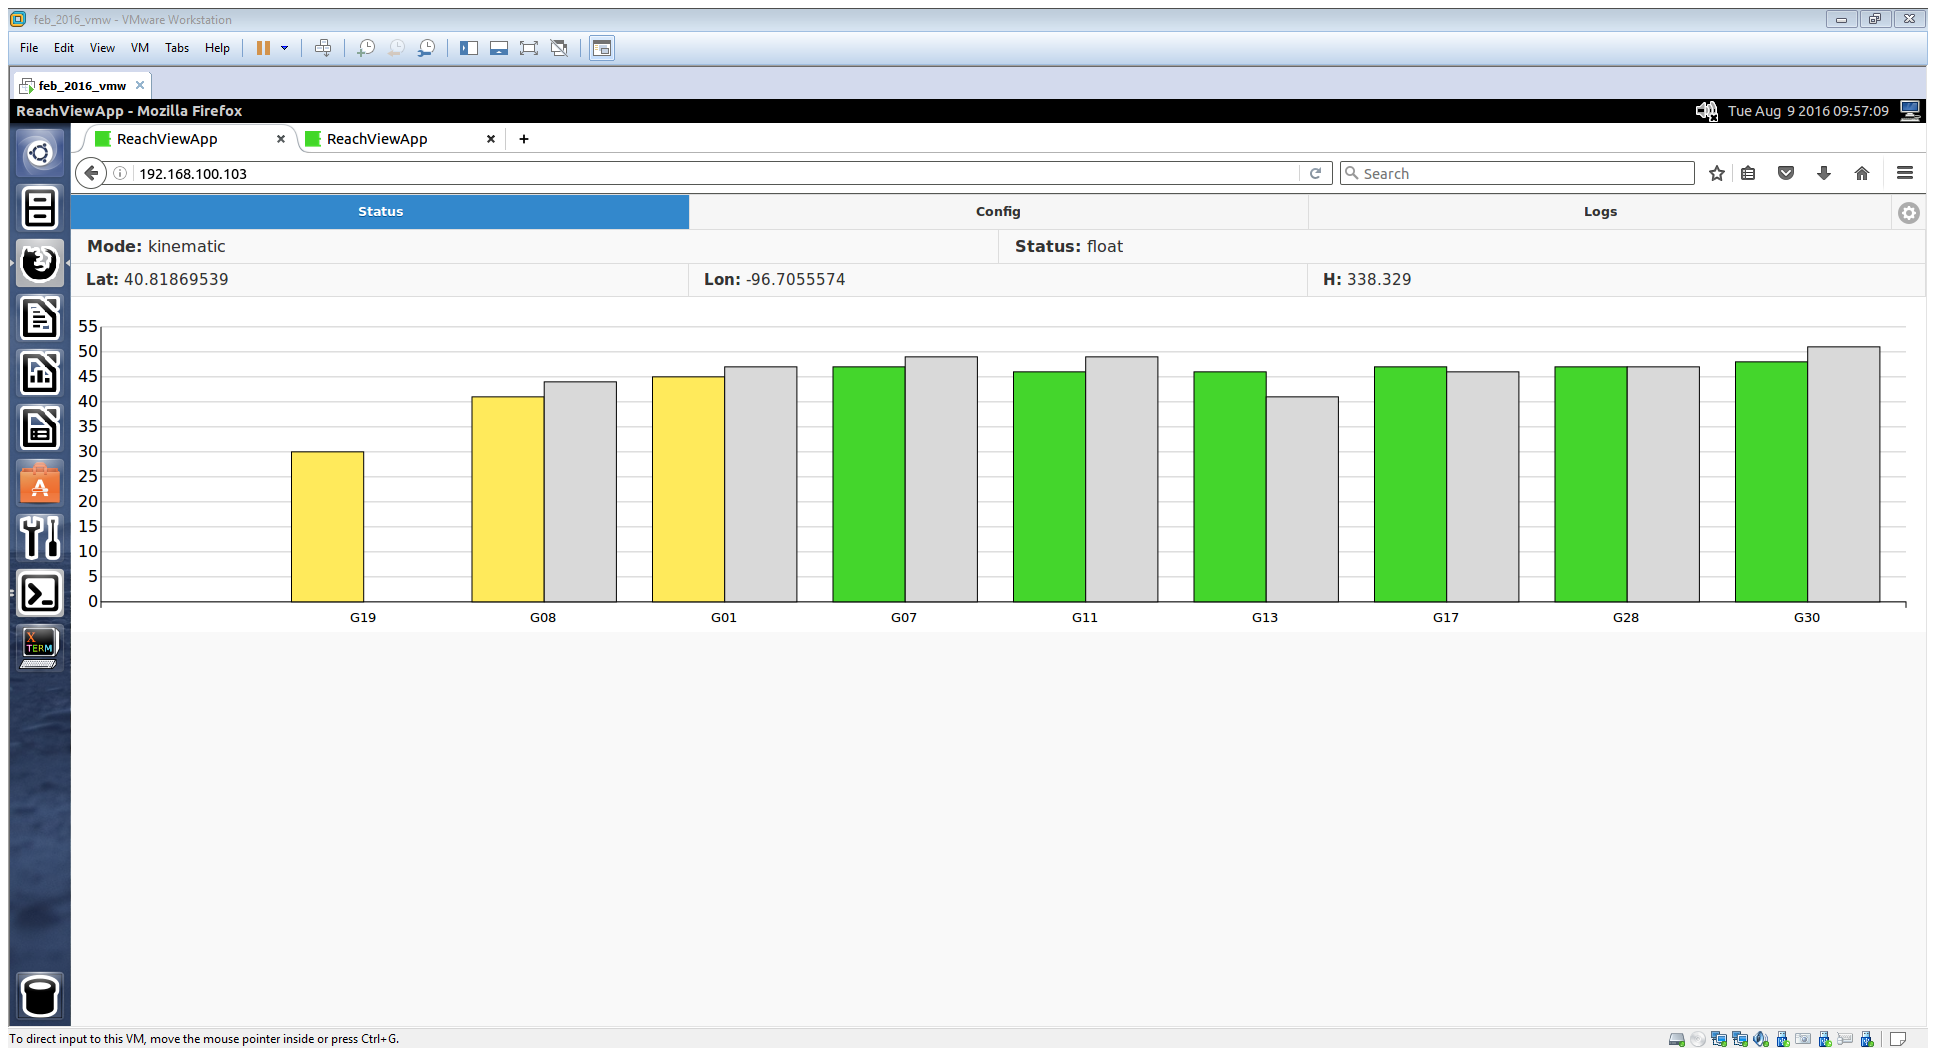 feb_2016_vmw - VMware Workstation
File Edit View VM Tabs Help
feb_2016_vmw
ReachViewApp - Mozilla Firefox
Tue Aug 9 2016 09:57:09
ReachViewApp ReachViewApp
192.168.100.103
Search
Status Config Logs
Mode: kinematic Status: float
Lat: 40.81869539 Lon: -96.7055574 H: 338.329
55
50
45
40
35
30
25
20
15
10
5
0
G19 G08 G01 G07 G11 G13 G17 G28 G30
X
TERM
To direct input to this VM, move the mouse pointer inside or press Ctrl+G.